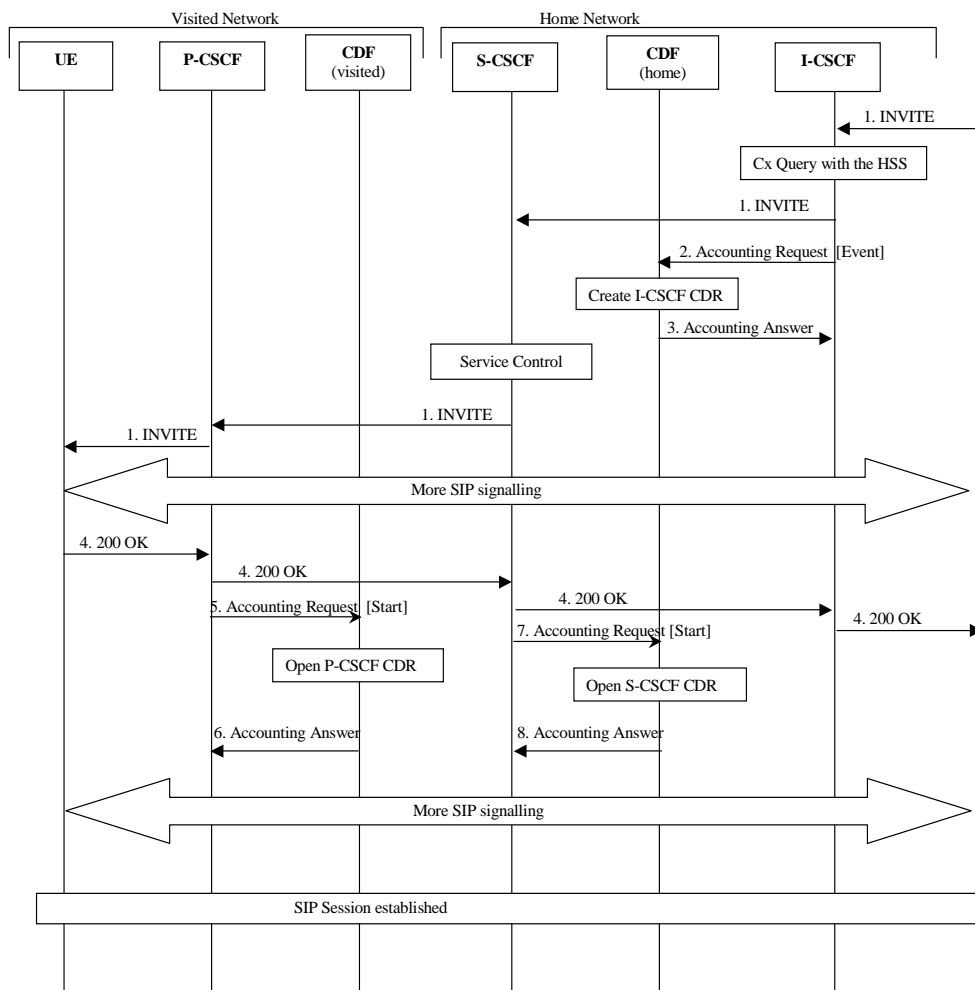 Visited Network
Home Network
UE
P-CSCF
CDF
(visited)
S-CSCF
CDF
(home)
I-CSCF
1. INVITE
Cx Query with the HSS
1. INVITE
2. Accounting Request [Event]
Create I-CSCF CDR
3. Accounting Answer
Service Control
1. INVITE
1. INVITE
More SIP signalling
4. 200 OK
4. 200 OK
4. 200 OK
4. 200 OK
5. Accounting Request [Start]
7. Accounting Request [Start]
Open P-CSCF CDR
Open S-CSCF CDR
6. Accounting Answer
8. Accounting Answer
More SIP signalling
SIP Session established